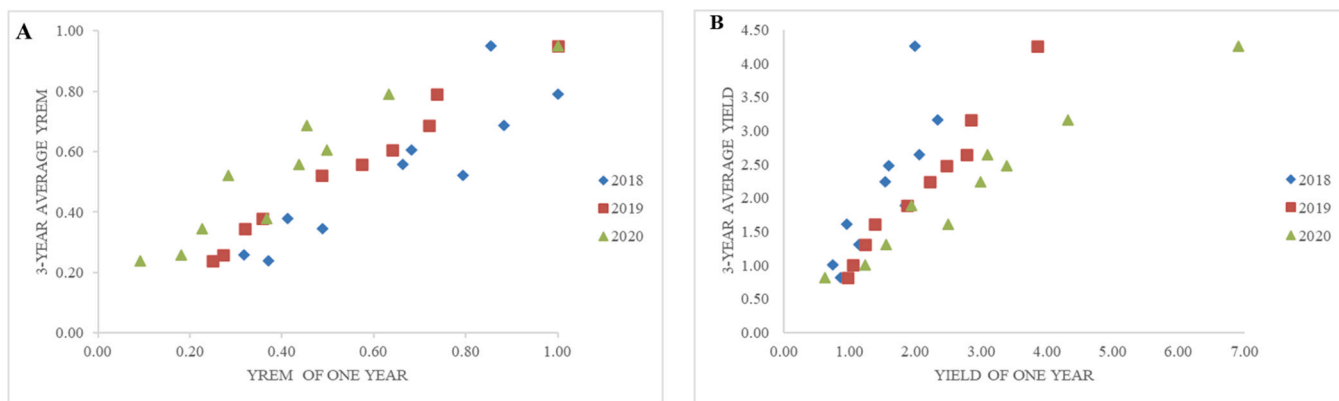 A
1.00
0.80
0.60
0.40
0.20
0.00
3-YEAR AVERAGE YREM
0.00 0.20 0.40 0.60 0.80 1.00
YREM OF ONE YEAR
2018
2019
2020
B
4.50
4.00
3.50
3.00
2.50
2.00
1.50
1.00
0.50
0.00
3-YEAR AVERAGE YIELD
0.00 1.00 2.00 3.00 4.00 5.00 6.00 7.00
YIELD OF ONE YEAR
2018
2019
2020